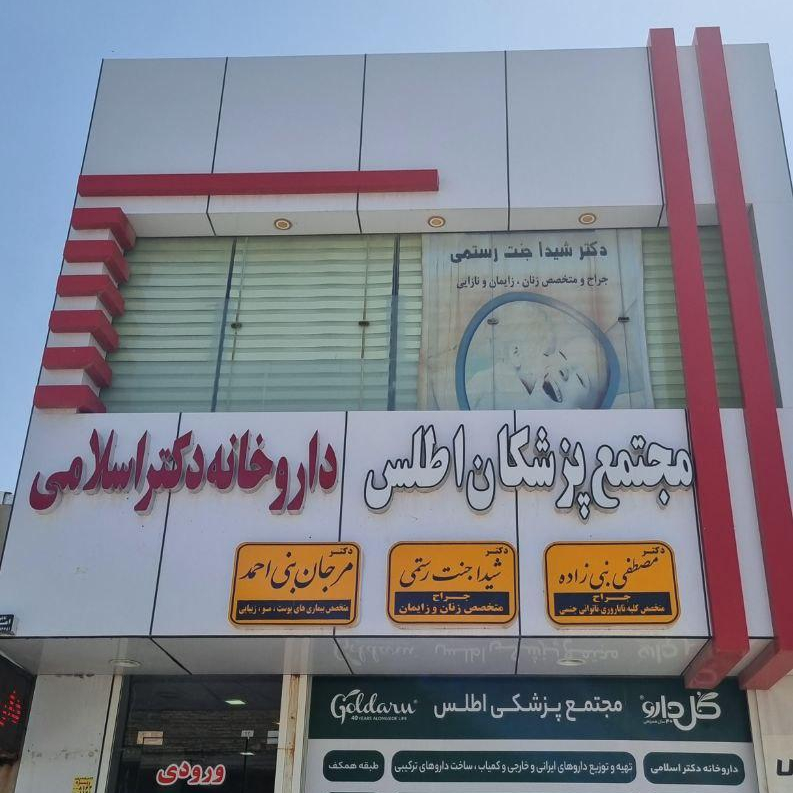 دکتر شیدا جنت رستمی
جراح و متخصص زنان ، زایمان و نازایی
مجتمع پزشکان اطلس
داروخانه دکتر اسلامی
دکتر
مصطفی نبی زاده
جراح
متخصص کلیه ناباروری ناتوانی جنسی
دکتر
شیدا جنت رستمی
جراح
متخصص زنان و زایمان
دکتر
مرجان بنی احمد
متخصص بیماری های پوست ، مو ، زیبایی
گل دارو
مجتمع پزشکی اطلس
Goldaru
40 YEARS ALONGSIDE LIFE
داروخانه دکتر اسلامی
تهیه و توزیع داروهای ایرانی و خارجی و کمیاب ، ساخت داروهای ترکیبی
طبقه همکف
ورودی